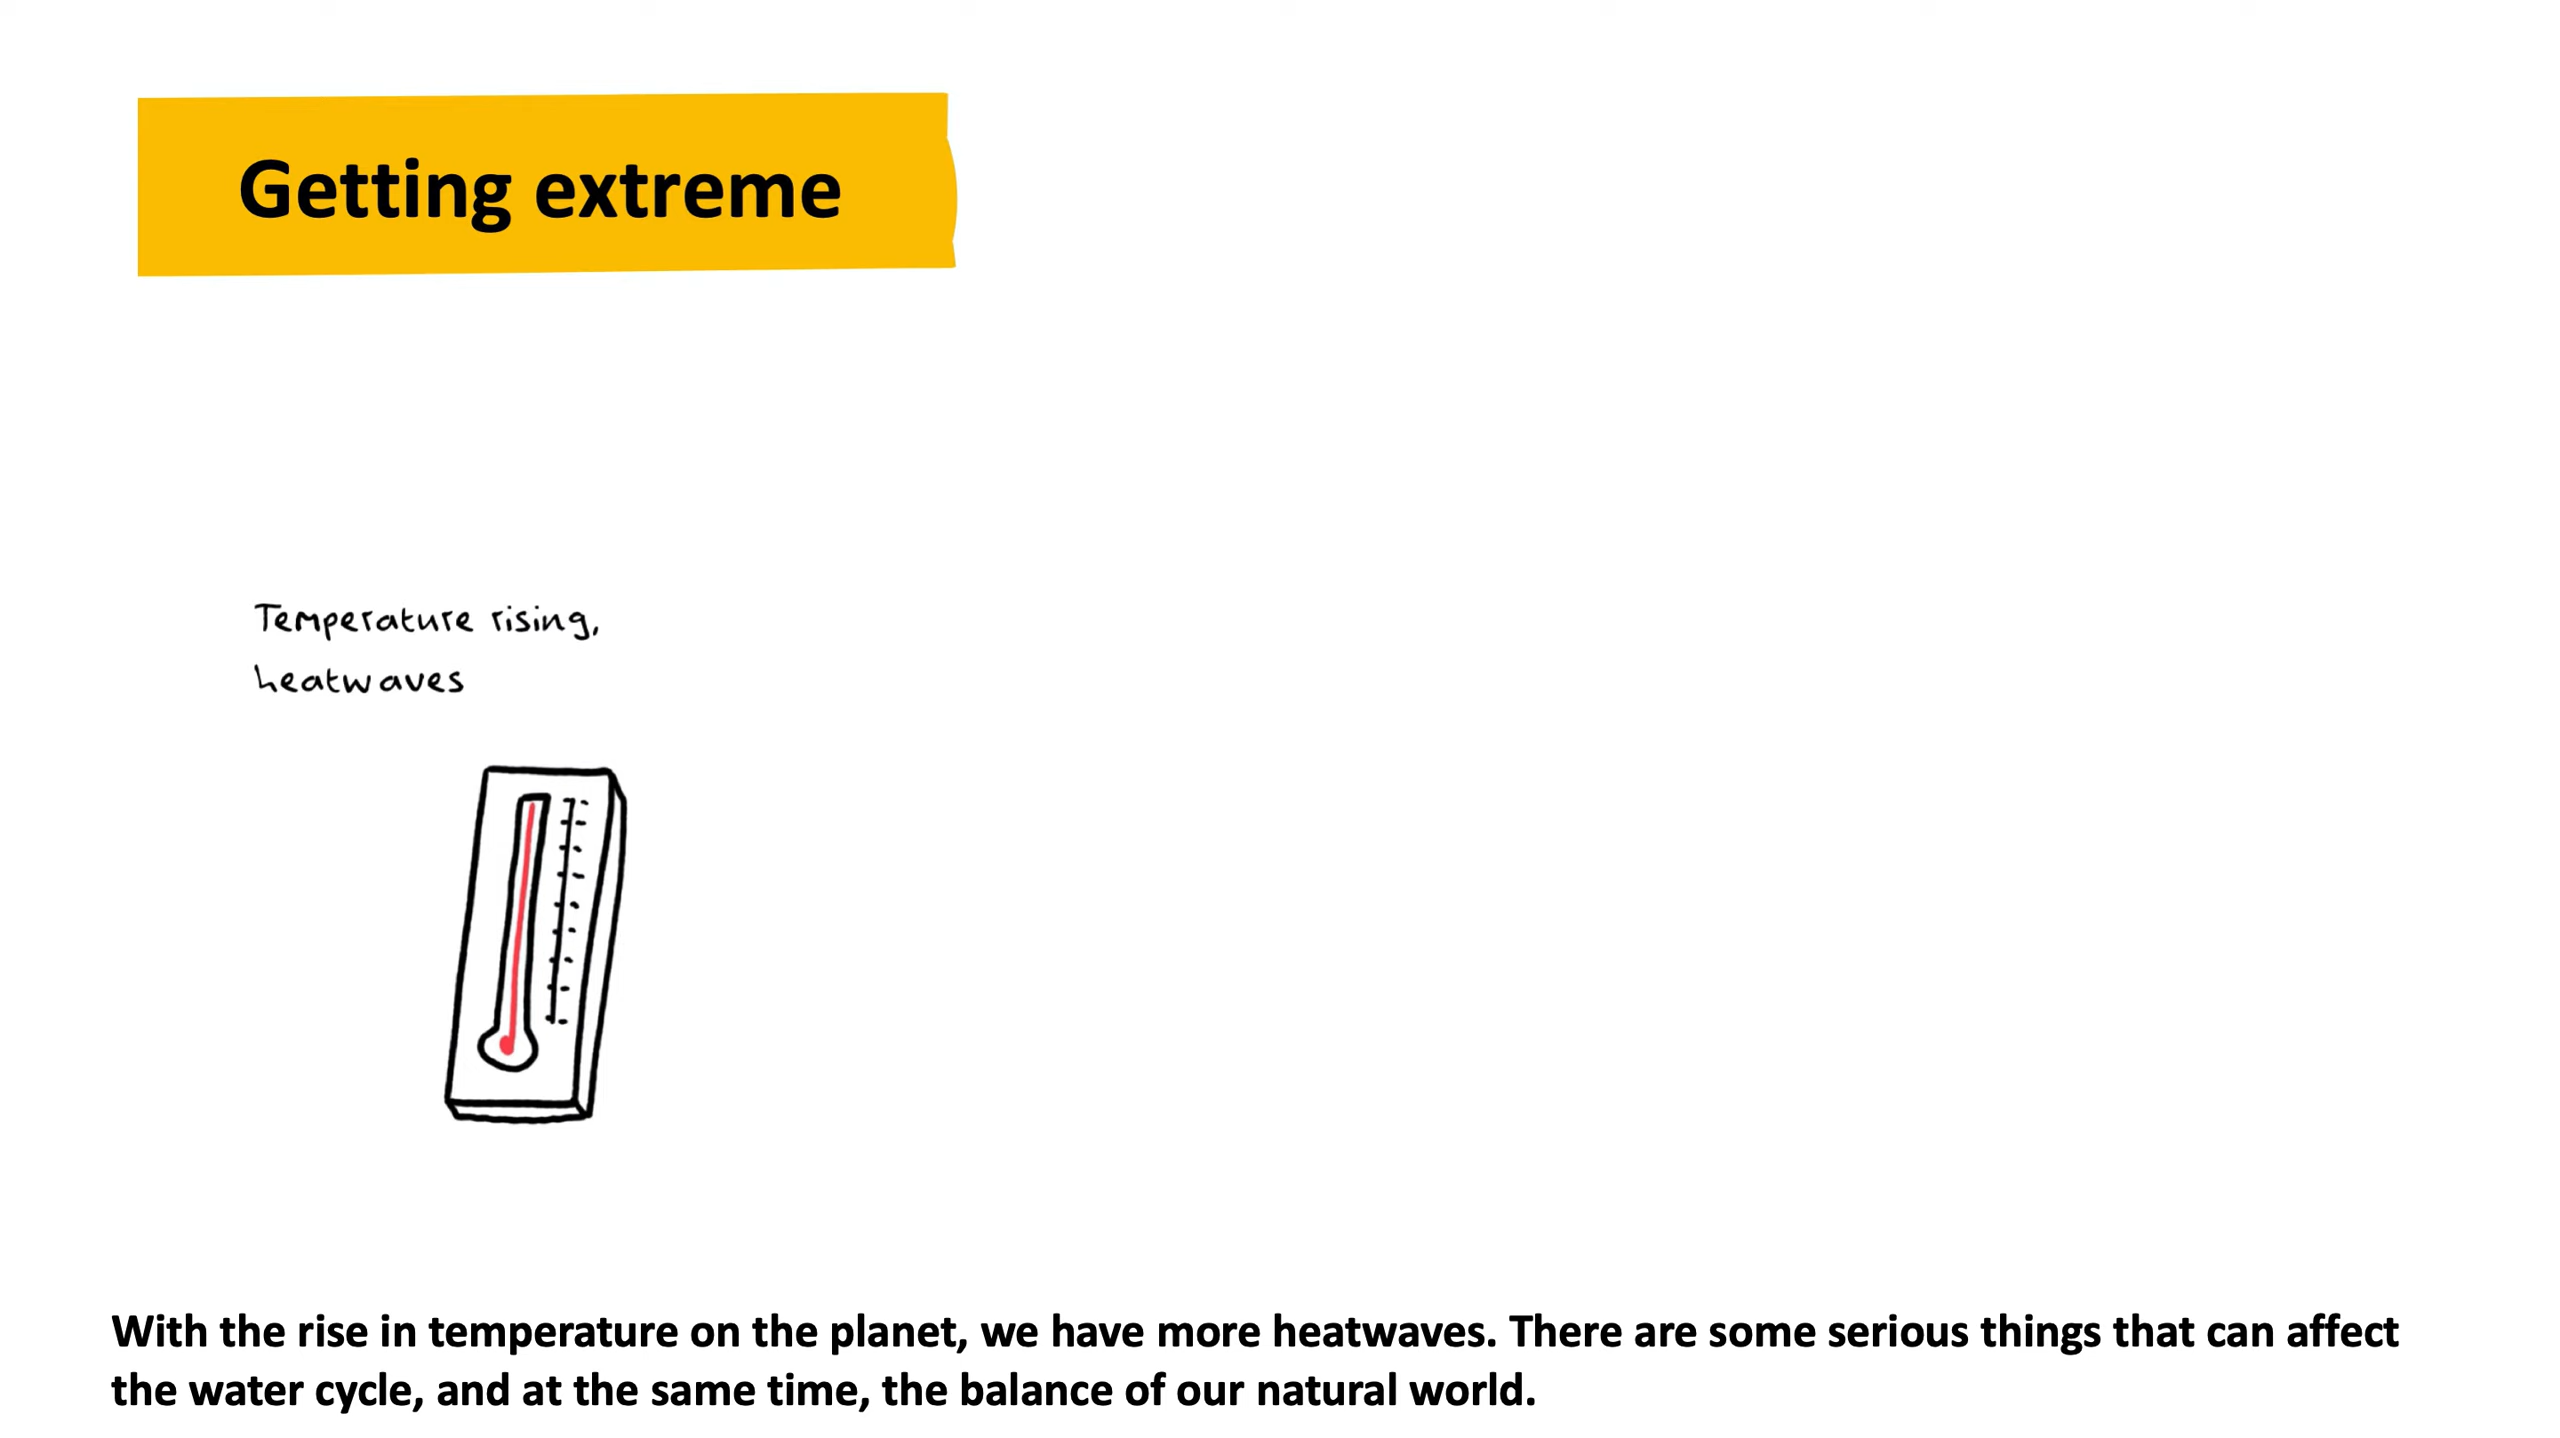 Getting extreme
Temperature rising,
heatwaves
With the rise in temperature on the planet, we have more heatwaves. There are some serious things that can affect
the water cycle, and at the same time, the balance of our natural world.